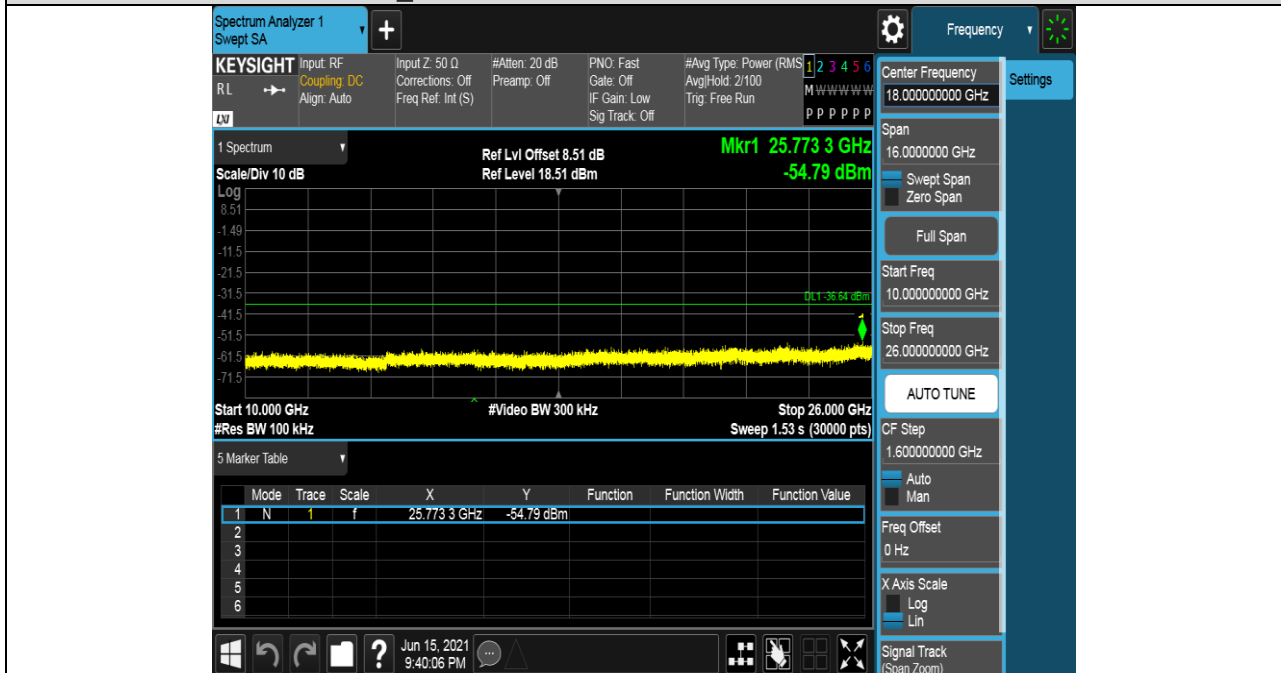 Spectrum Analyzer 1
Swept SA
Frequency
KEYSIGHT
RL
LXI
Input: RF
Coupling: DC
Align: Auto
Input Z: 50 Ω
Corrections: Off
Freq Ref: Int (S)
#Atten: 20 dB
Preamp: Off
PNO: Fast
Gate: Off
IF Gain: Low
Sig Track: Off
#Avg Type: Power (RMS
Avg|Hold: 2/100
Trig: Free Run
1 2 3 4 5 6
M W W W W W
P P P P P P
1 Spectrum
Scale/Div 10 dB
Ref Lvl Offset 8.51 dB
Ref Level 18.51 dBm
Mkr1 25.773 3 GHz
-54.79 dBm
Log
8.51
-1.49
-11.5
-21.5
-31.5
-41.5
-51.5
-61.5
-71.5
DL1 -36.64 dBm
Start 10.000 GHz
#Video BW 300 kHz
Stop 26.000 GHz
#Res BW 100 kHz
Sweep 1.53 s (30000 pts)
5 Marker Table
Mode Trace Scale X Y Function Function Width Function Value
1 N 1 f 25.773 3 GHz -54.79 dBm
2
3
4
5
6
Jun 15, 2021
9:40:06 PM
Center Frequency
18.000000000 GHz
Span
16.0000000 GHz
Swept Span
Zero Span
Full Span
Start Freq
10.000000000 GHz
Stop Freq
26.000000000 GHz
AUTO TUNE
CF Step
1.600000000 GHz
Auto
Man
Freq Offset
0 Hz
X Axis Scale
Log
Lin
Signal Track
(Span Zoom)
Settings